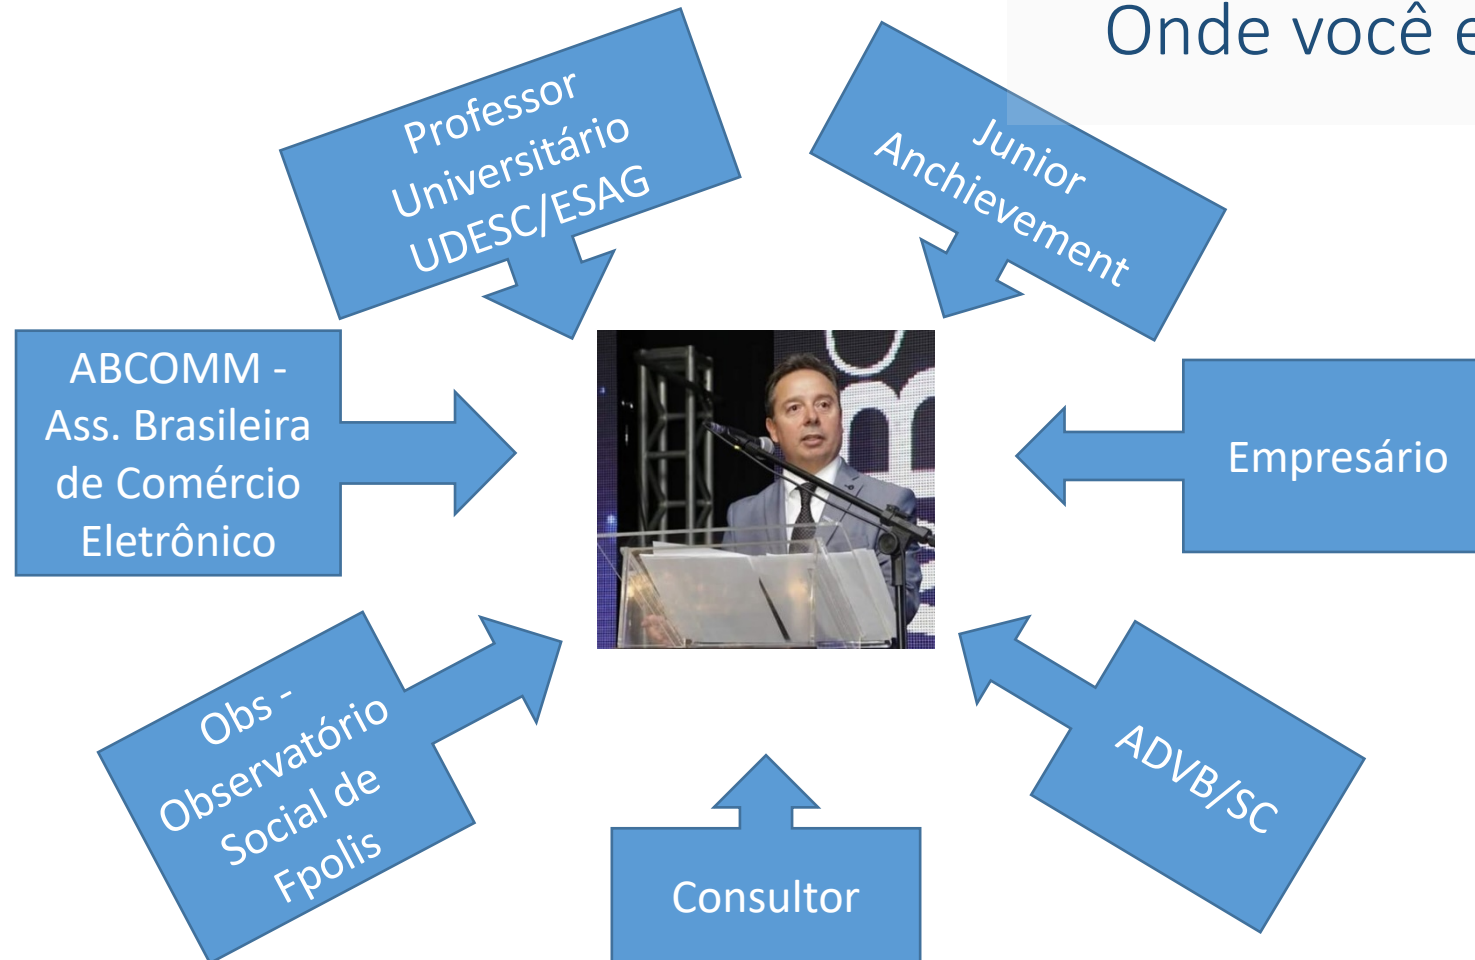 Onde você e
Professor
Universitário
UDESC/ESAG
Junior
Anchievement
ABCOMM -
Ass. Brasileira
de Comércio
Eletrônico
Empresário
Obs -
Observatório
Social de
Fpolis
ADVB/SC
Consultor